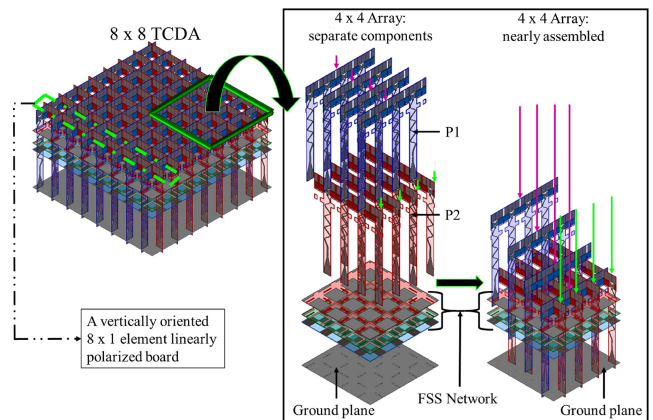 8 x 8 TCDA
4 x 4 Array:
separate components
4 x 4 Array:
nearly assembled
P1
P2
A vertically oriented
8 x 1 element linearly
polarized board
FSS Network
Ground plane
Ground plane